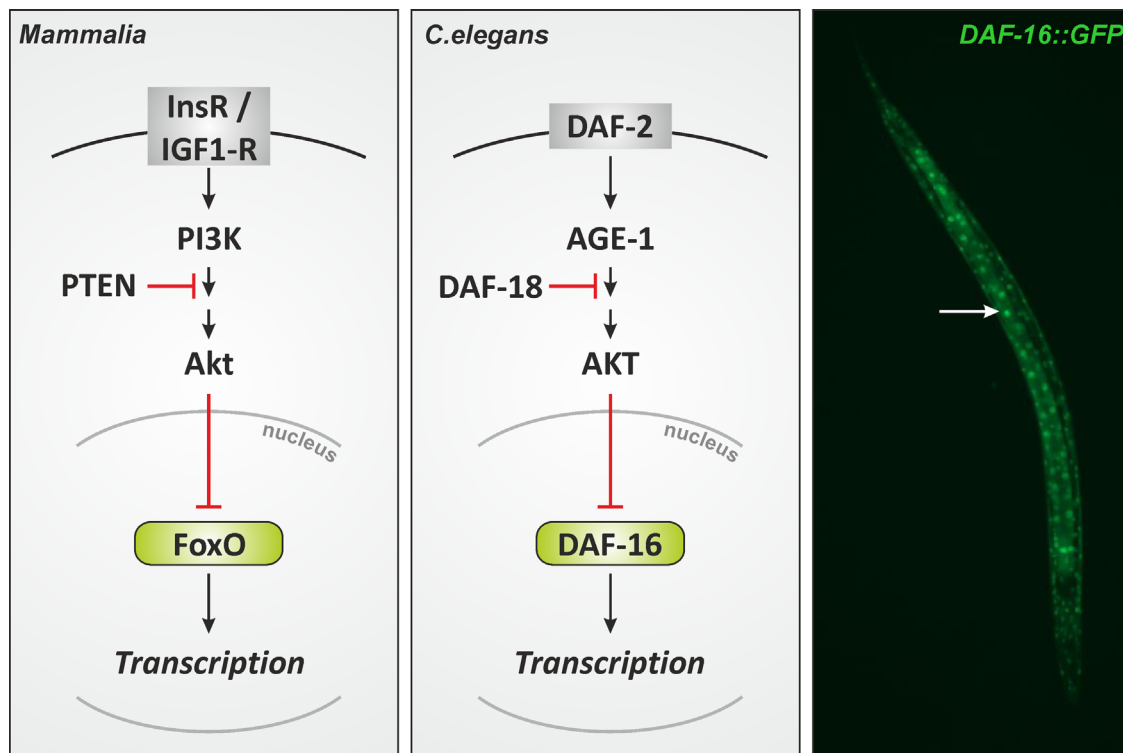 Mammalia
InsR /
IGF1-R
PI3K
PTEN
Akt
nucleus
FoxO
Transcription
C.elegans
DAF-2
AGE-1
DAF-18
AKT
nucleus
DAF-16
Transcription
DAF-16::GFP